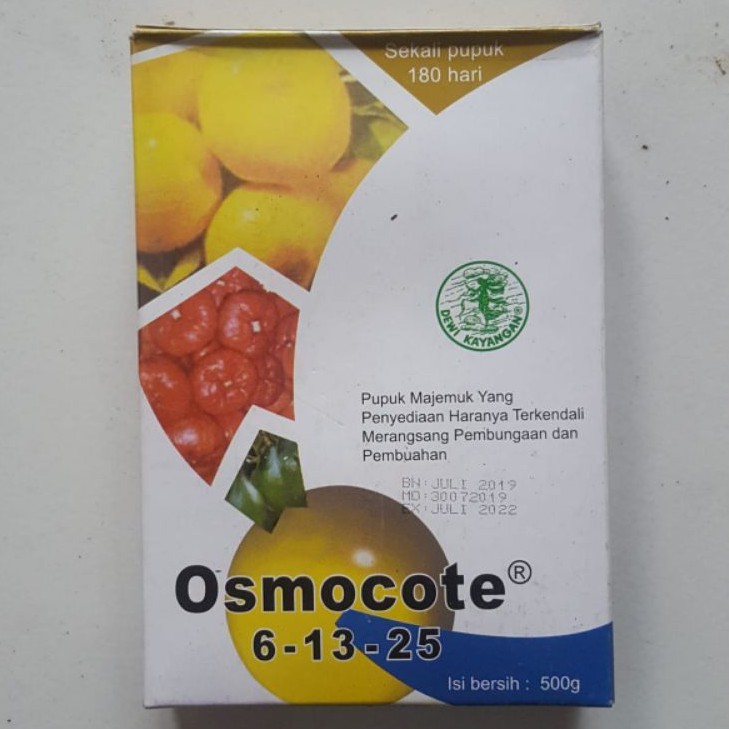 Sekali pupuk
180 hari
DEWI KAYANGAN®
Pupuk Majemuk Yang
Penyediaan Haranya Terkendali
Merangsang Pembungaan dan
Pembuahan
BN:JULI 2019
MD:30072019
EX:JULI 2022
Osmocote®
6-13-25
Isi bersih : 500g